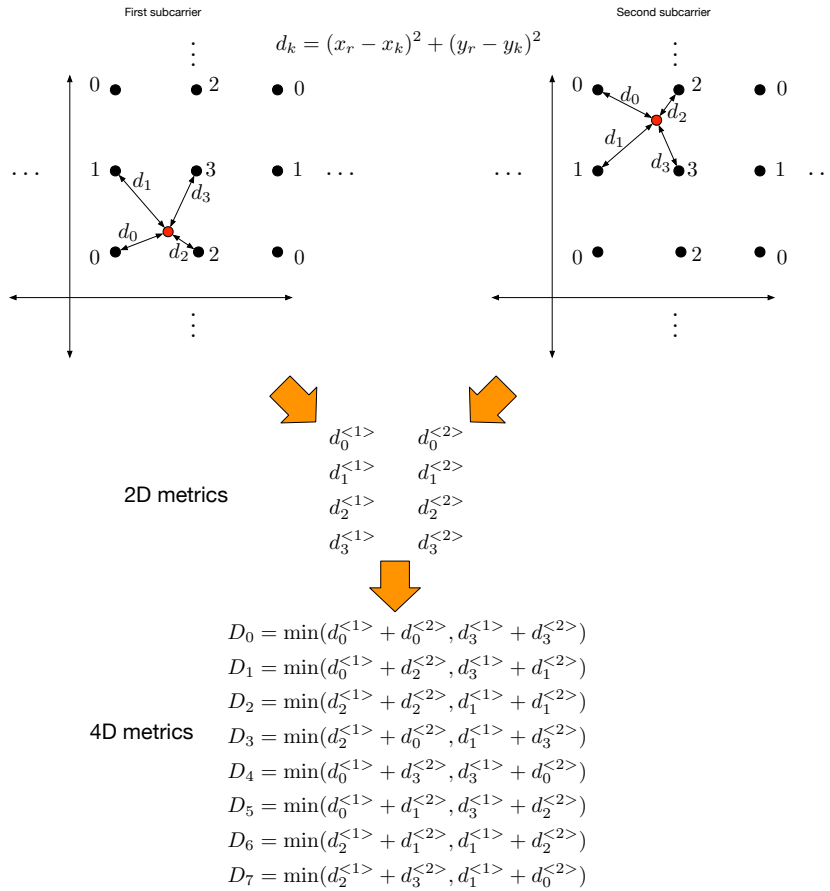 First subcarrier
Second subcarrier
d_k = (x_r − x_k)^2 + (y_r − y_k)^2
⋮
0 2 0
d_0
d_2
1 3 1
d_1
d_3
⋮
0 2 0
d_0
d_1
d_2
d_3
1 3 1
... ...
0 2 0
⋮
... ..
0 2 0
⋮
d_0^{<1>} d_0^{<2>}
d_1^{<1>} d_1^{<2>}
2D metrics
d_2^{<1>} d_2^{<2>}
d_3^{<1>} d_3^{<2>}
D_0 = min(d_0^{<1>} + d_0^{<2>}, d_3^{<1>} + d_3^{<2>})
D_1 = min(d_0^{<1>} + d_2^{<2>}, d_3^{<1>} + d_1^{<2>})
D_2 = min(d_2^{<1>} + d_2^{<2>}, d_1^{<1>} + d_1^{<2>})
4D metrics
D_3 = min(d_2^{<1>} + d_0^{<2>}, d_1^{<1>} + d_3^{<2>})
D_4 = min(d_0^{<1>} + d_3^{<2>}, d_3^{<1>} + d_0^{<2>})
D_5 = min(d_0^{<1>} + d_1^{<2>}, d_3^{<1>} + d_2^{<2>})
D_6 = min(d_2^{<1>} + d_1^{<2>}, d_1^{<1>} + d_2^{<2>})
D_7 = min(d_2^{<1>} + d_3^{<2>}, d_1^{<1>} + d_0^{<2>})